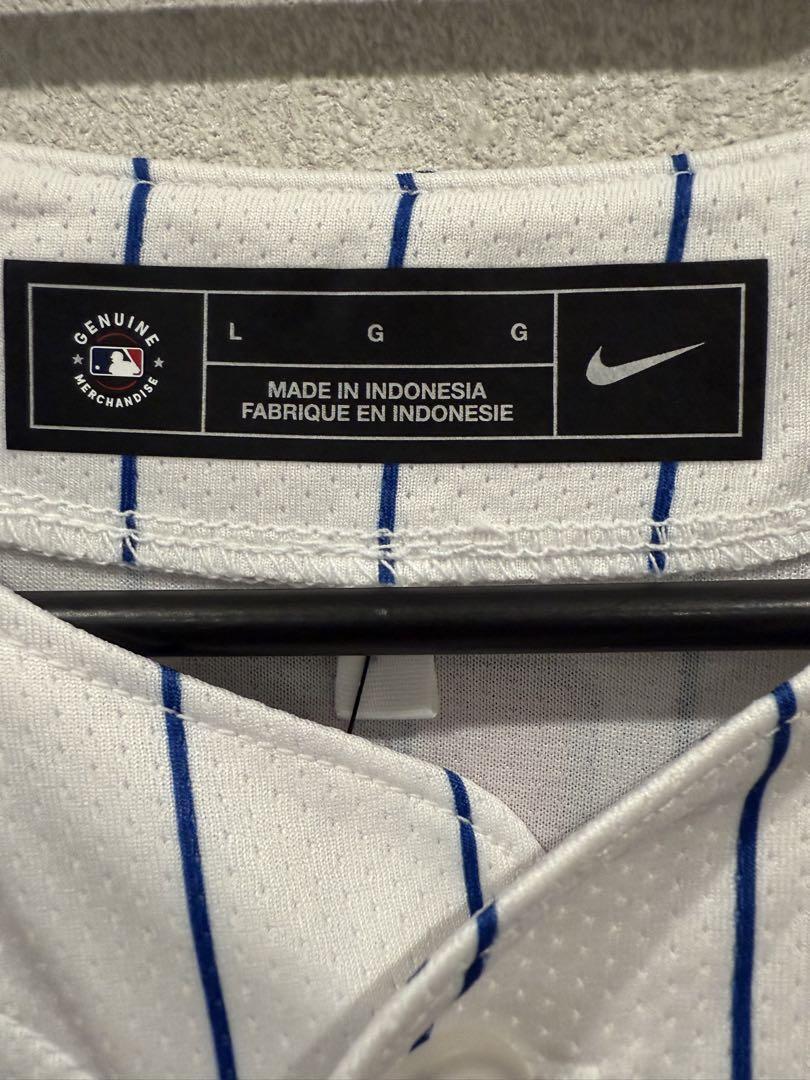 GENUINE
MERCHANDISE
L G G
MADE IN INDONESIA
FABRIQUE EN INDONESIE